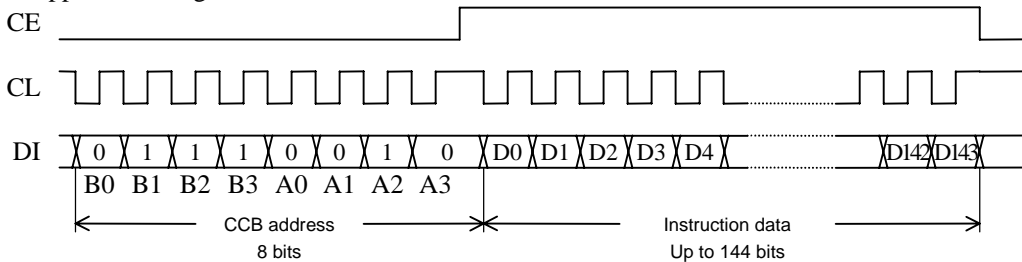 CE
CL
DI 0 1 1 1 0 0 1 0 D0 D1 D2 D3 D4 D142 D143
B0 B1 B2 B3 A0 A1 A2 A3
CCB address Instruction data
8 bits Up to 144 bits